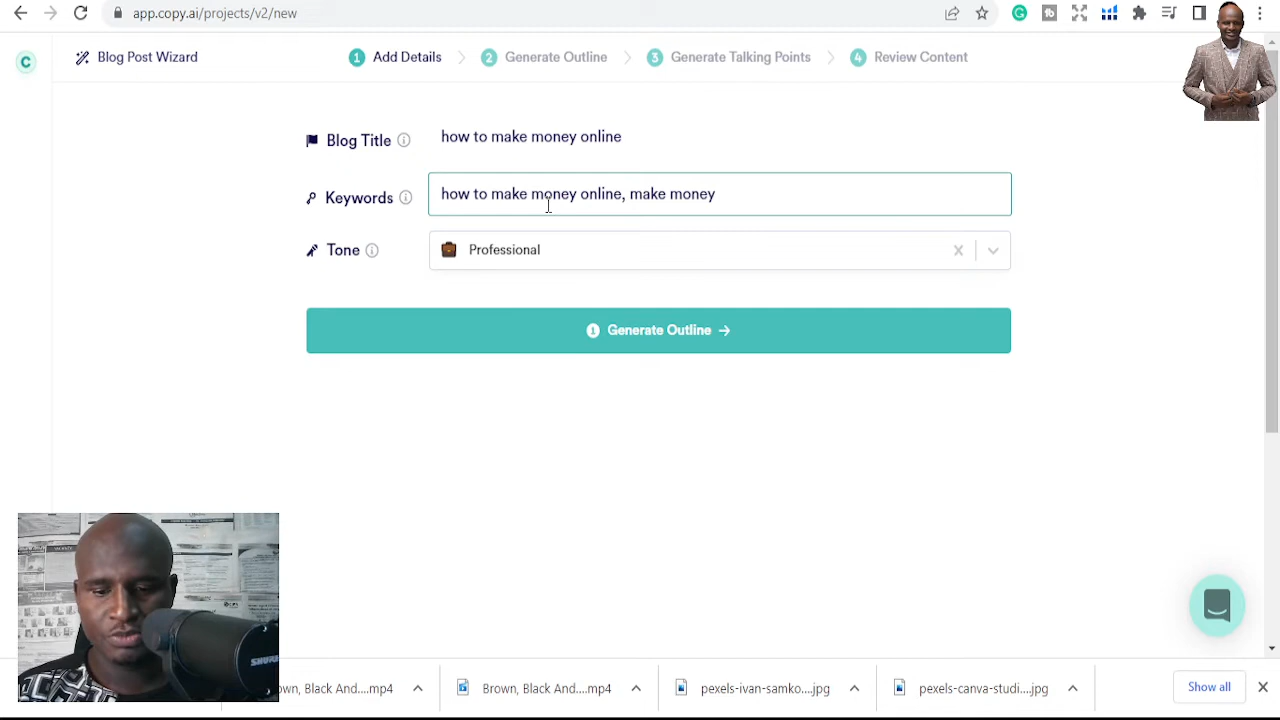 app.copy.ai/projects/v2/new
C
Blog Post Wizard
1 Add Details
2 Generate Outline
3 Generate Talking Points
4 Review Content
Blog Title
how to make money online
Keywords
how to make money online, make money
Tone
Professional
1 Generate Outline →
SHURE
own, Black And....mp4
Brown, Black And....mp4
pexels-ivan-samko....jpg
pexels-canva-studi....jpg
Show all